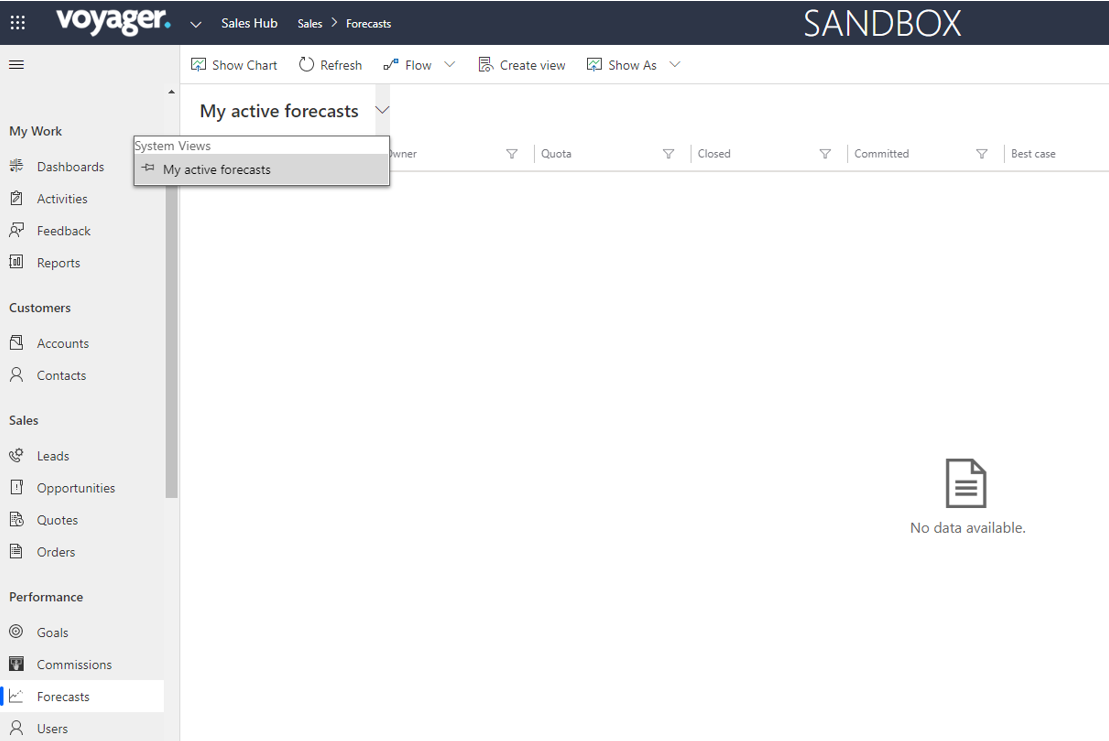 voyager. Sales Hub Sales Forecasts SANDBOX
Show Chart Refresh Flow Create view Show As
My active forecasts
System Views
My active forecasts
Owner Quota Closed Committed Best case
No data available.
My Work
Dashboards
Activities
Feedback
Reports
Customers
Accounts
Contacts
Sales
Leads
Opportunities
Quotes
Orders
Performance
Goals
Commissions
Forecasts
Users